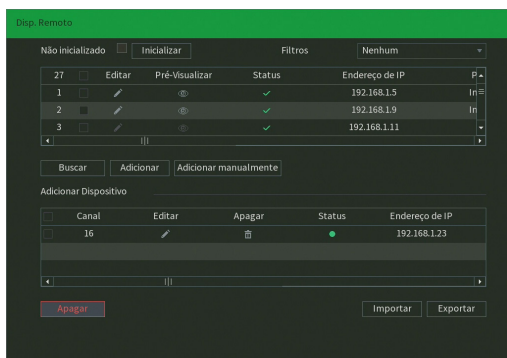 Disp. Remoto
Não inicializado Inicializar Filtros Nenhum
27 Editar Pré-Visualizar Status Endereço de IP P
1 192.168.1.5 In
2 192.168.1.9 In
3 192.168.1.11
Buscar Adicionar Adicionar manualmente
Adicionar Dispositivo
Canal Editar Apagar Status Endereço de IP
16 192.168.1.23
Apagar Importar Exportar